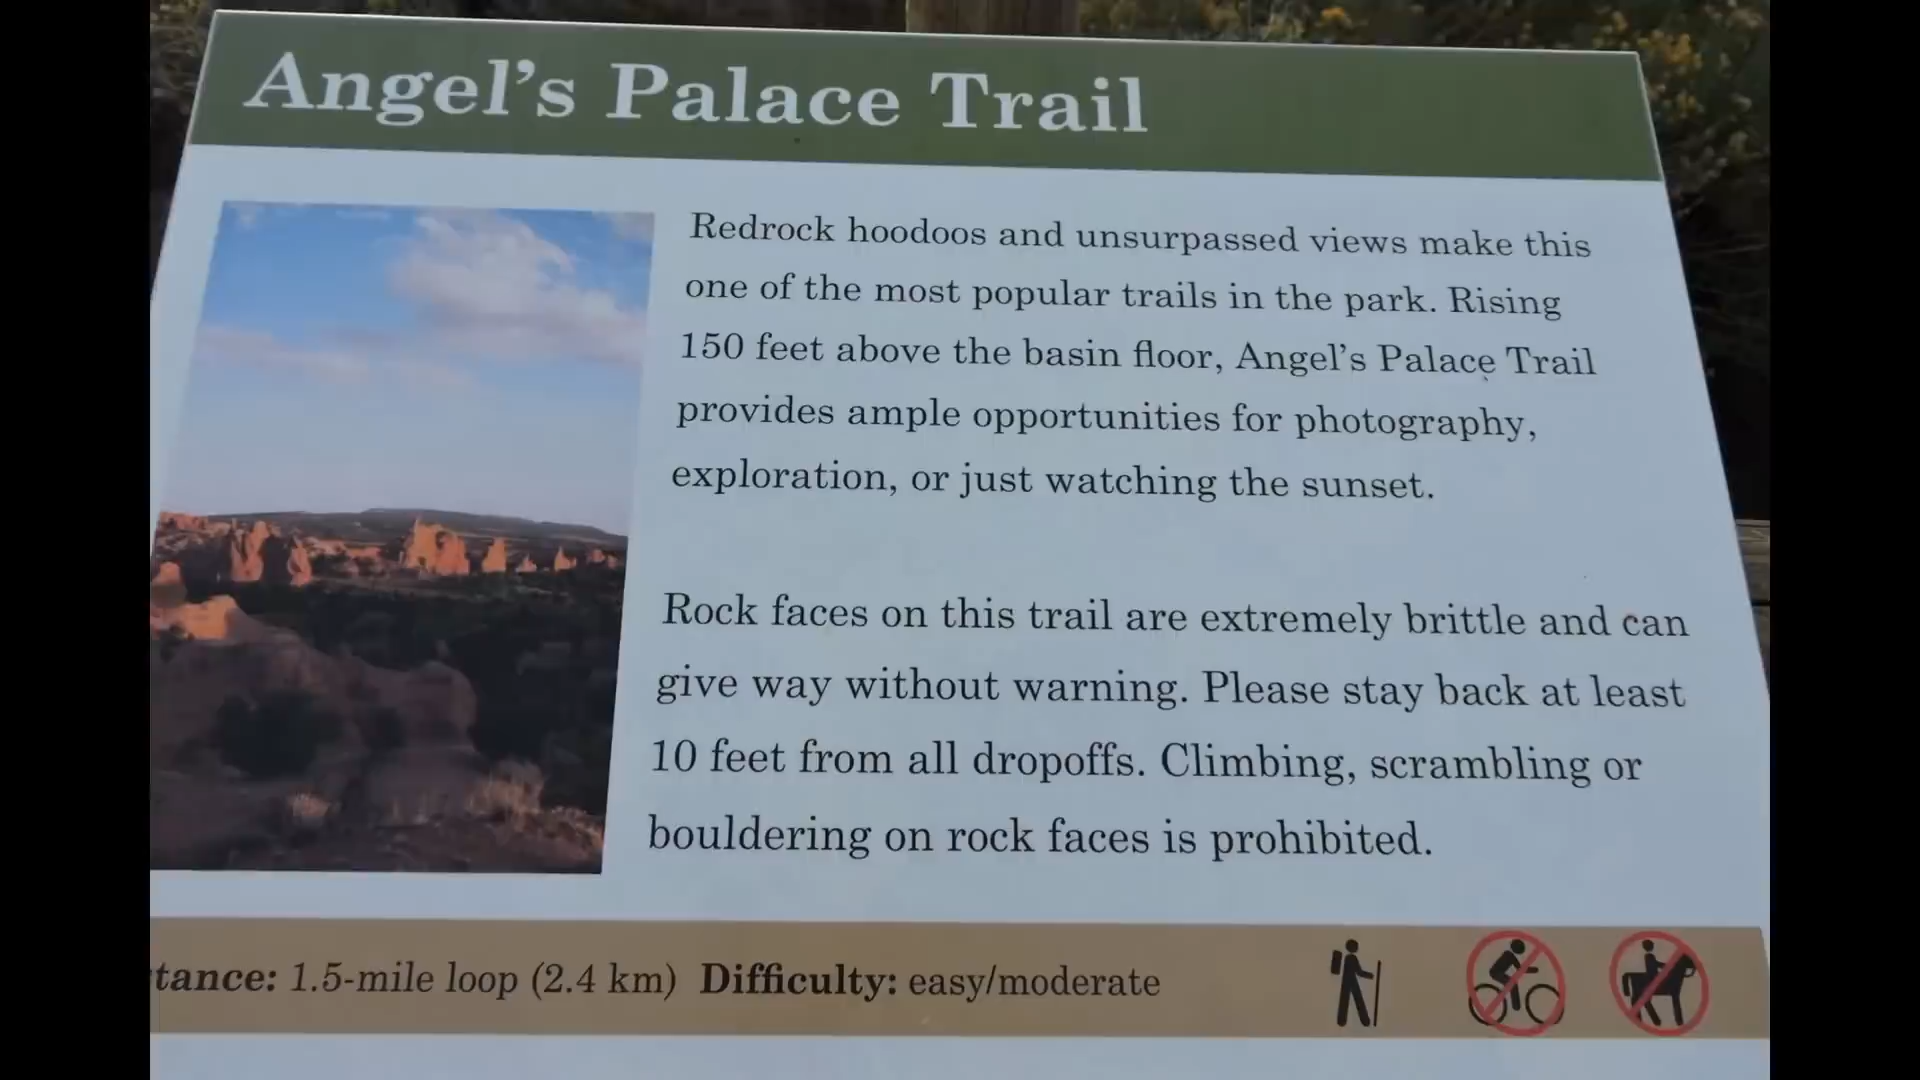 Angel's Palace Trail
Redrock hoodoos and unsurpassed views make this
one of the most popular trails in the park. Rising
150 feet above the basin floor, Angel's Palace Trail
provides ample opportunities for photography,
exploration, or just watching the sunset.
Rock faces on this trail are extremely brittle and can
give way without warning. Please stay back at least
10 feet from all dropoffs. Climbing, scrambling or
bouldering on rock faces is prohibited.
tance: 1.5-mile loop (2.4 km) Difficulty: easy/moderate